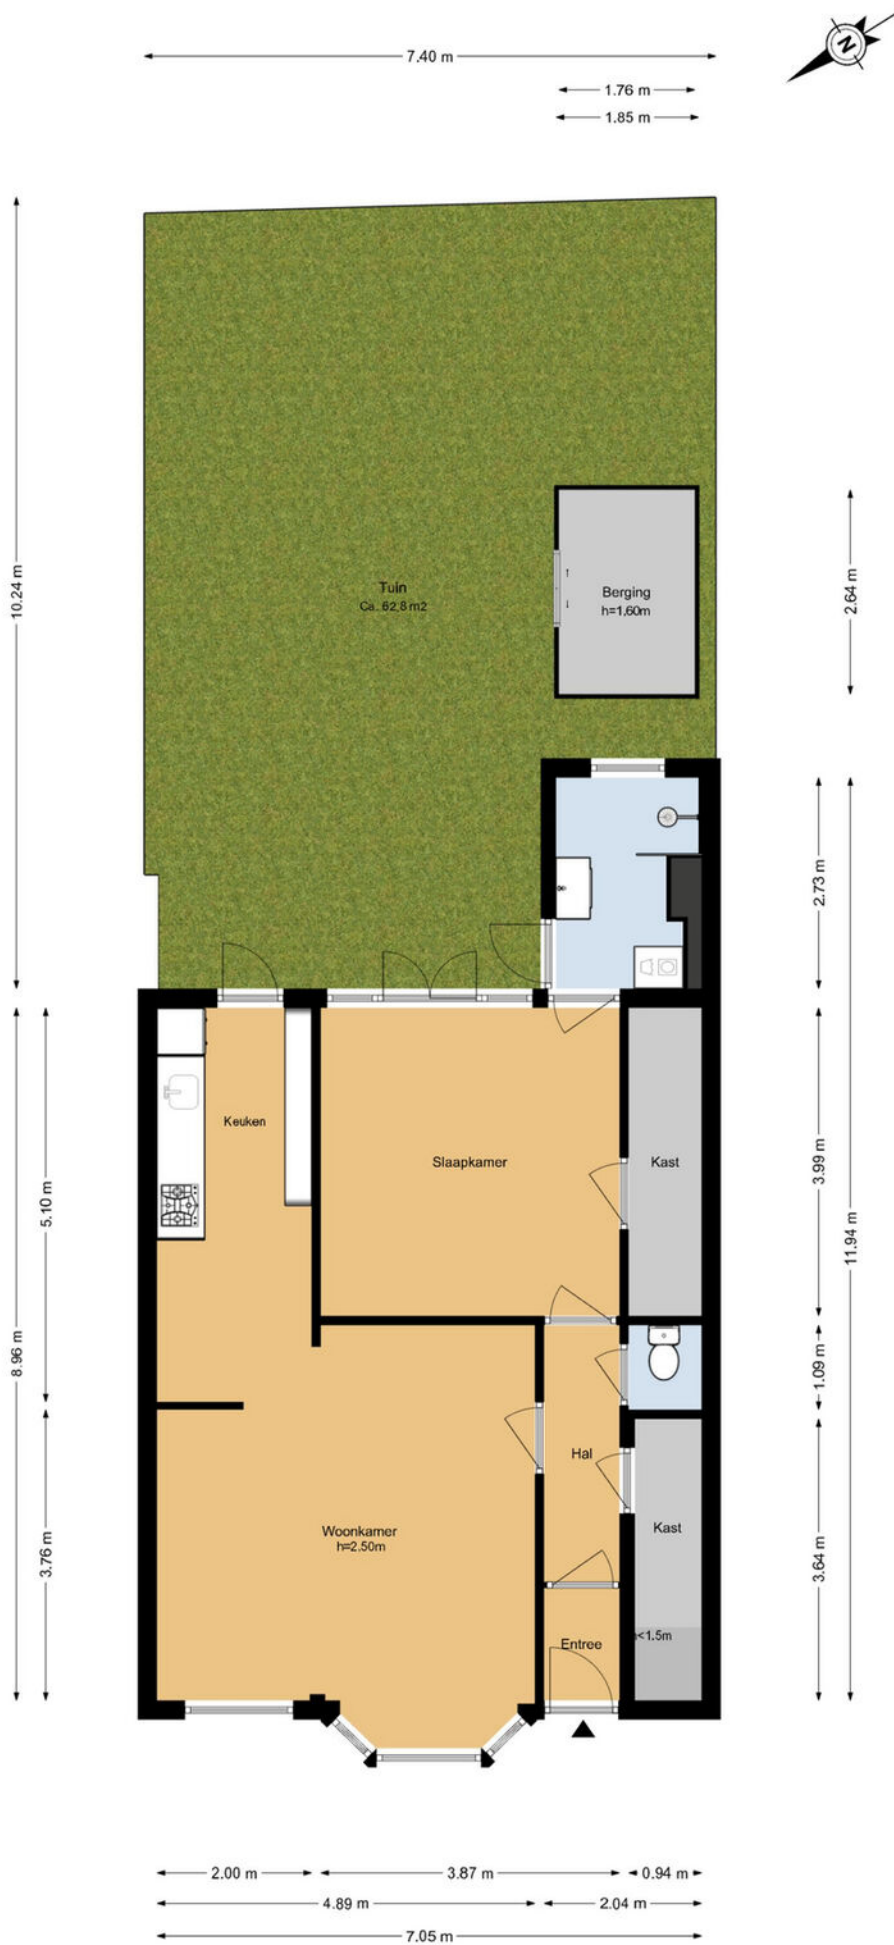 N
7.40 m
1.76 m
1.85 m
10.24 m
2.64 m
Tuin
Ca. 62,8 m2
Berging
h=1,60m
2.73 m
Keuken
Slaapkamer
Kast
3.99 m
5.10 m
11.94 m
8.96 m
1.09 m
Hal
Woonkamer
h=2.50m
Kast
3.76 m
3.64 m
Entree
<1.5m
2.00 m
3.87 m
0.94 m
4.89 m
2.04 m
7.05 m